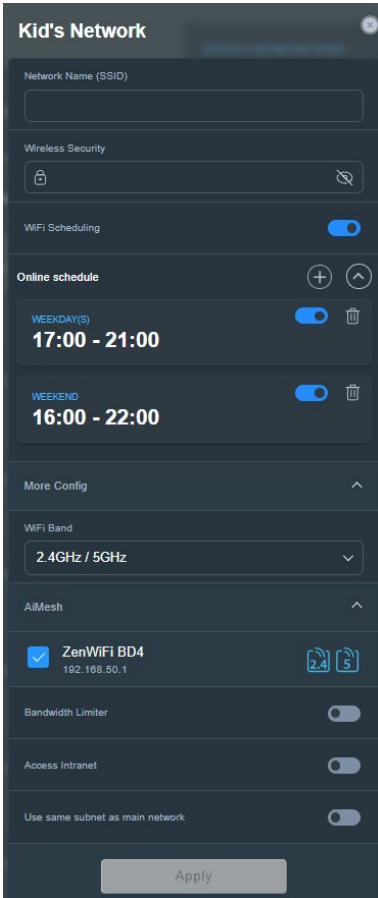 Kid's Network
Network Name (SSID)
Wireless Security
WiFi Scheduling
Online schedule
WEEKDAY(S)
17:00 - 21:00
WEEKEND
16:00 - 22:00
More Config
WiFi Band
2.4GHz / 5GHz
AiMesh
ZenWiFi BD4
192.168.50.1
2.4 5
Bandwidth Limiter
Access Intranet
Use same subnet as main network
Apply